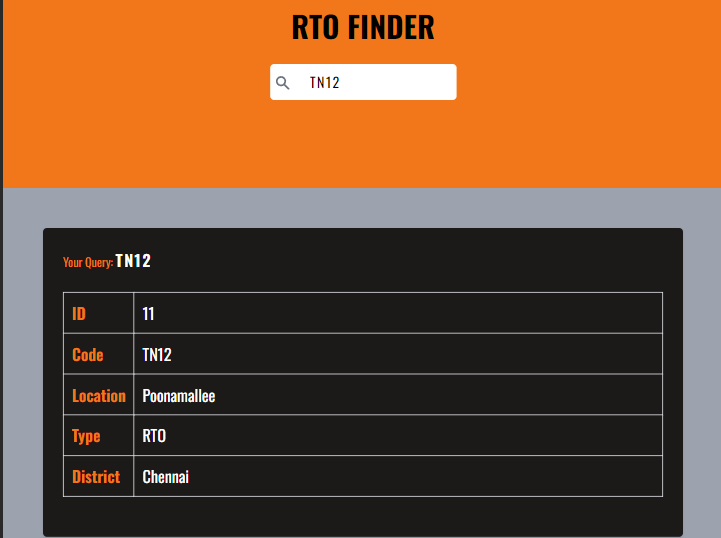 RTO FINDER
TN12
Your Query: TN12
ID 11
Code TN12
Location Poonamallee
Type RTO
District Chennai